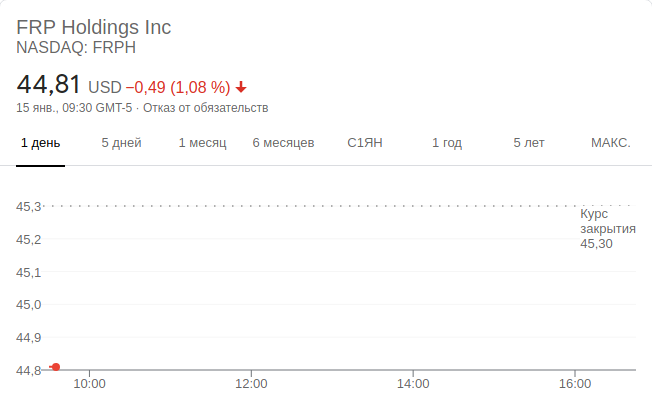 FRP Holdings Inc
NASDAQ: FRPH
44,81 USD −0,49 (1,08 %)
15 янв., 09:30 GMT-5 · Отказ от обязательств
1 день 5 дней 1 месяц 6 месяцев С1ЯН 1 год 5 лет МАКС.
45,3
Курс
закрытия
45,30
45,2
45,1
45,0
44,9
44,8
10:00 12:00 14:00 16:00